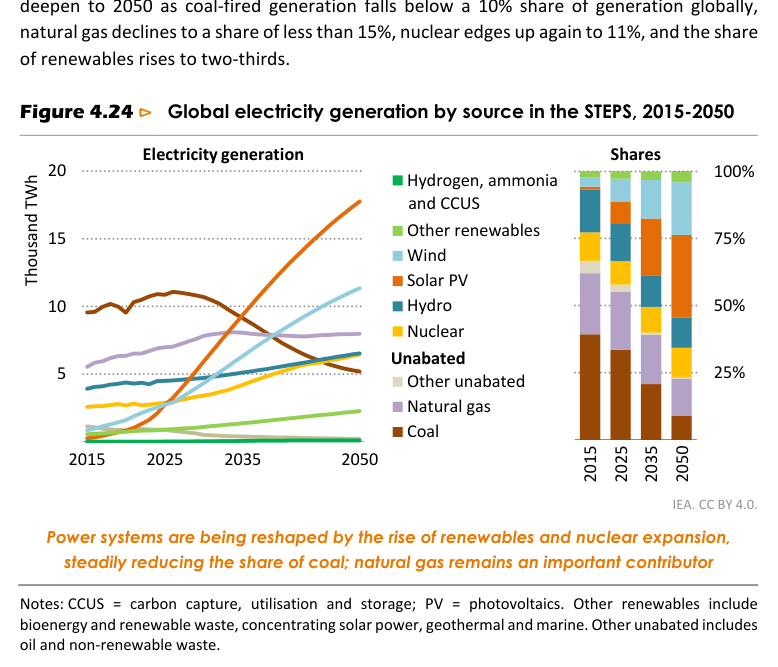 deepen to 2050 as coal-fired generation falls below a 10% share of generation globally,
natural gas declines to a share of less than 15%, nuclear edges up again to 11%, and the share
of renewables rises to two-thirds.
Figure 4.24 ▻ Global electricity generation by source in the STEPS, 2015-2050
Electricity generation
Thousand TWh
20
15
10
5
2015
2025
2035
2050
Hydrogen, ammonia
and CCUS
Other renewables
Wind
Solar PV
Hydro
Nuclear
Unabated
Other unabated
Natural gas
Coal
Shares
100%
75%
50%
25%
2015
2025
2035
2050
IEA. CC BY 4.0.
Power systems are being reshaped by the rise of renewables and nuclear expansion,
steadily reducing the share of coal; natural gas remains an important contributor
Notes: CCUS = carbon capture, utilisation and storage; PV = photovoltaics. Other renewables include
bioenergy and renewable waste, concentrating solar power, geothermal and marine. Other unabated includes
oil and non-renewable waste.